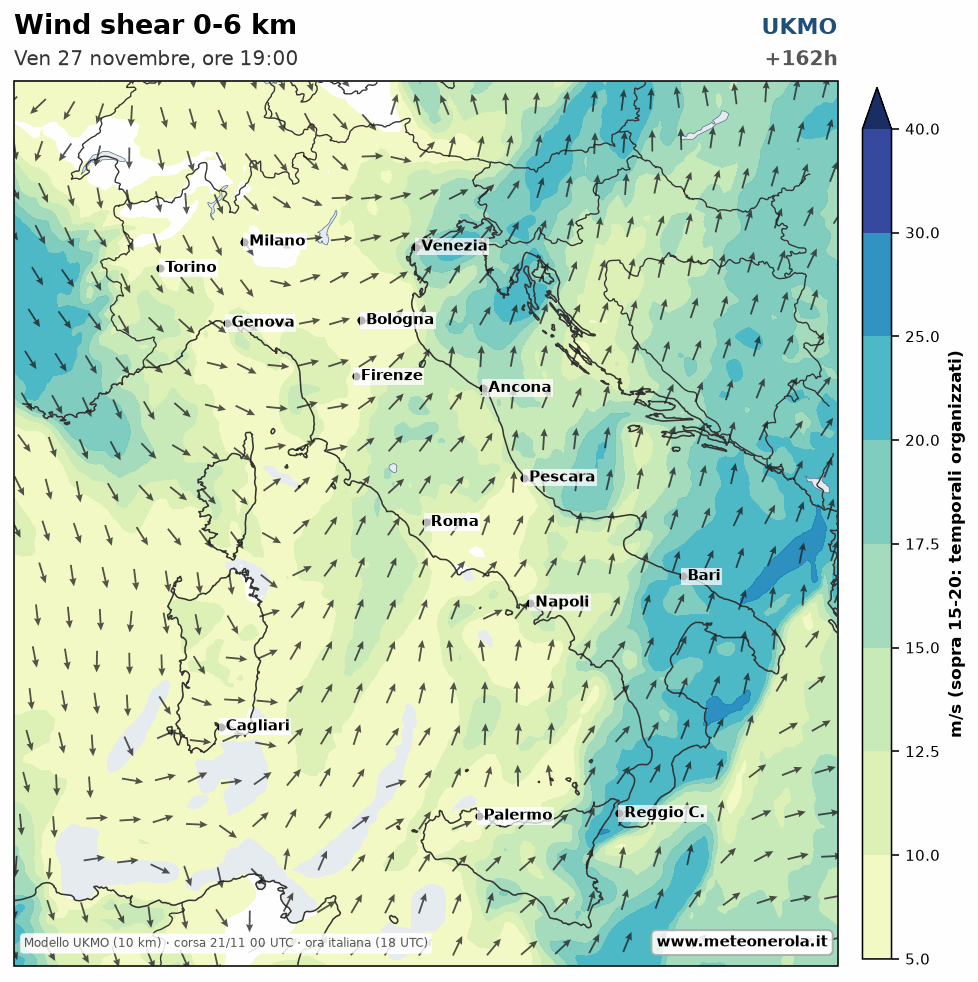 Wind shear 0-6 km
UKMO
Ven 27 novembre, ore 19:00
+162h
Milano
Venezia
Torino
Genova
Bologna
Firenze
Ancona
Pescara
Roma
Bari
Napoli
Cagliari
Palermo
Reggio C.
40.0
30.0
25.0
20.0
17.5
15.0
12.5
10.0
5.0
m/s (sopra 15-20: temporali organizzati)
Modello UKMO (10 km) · corsa 21/11 00 UTC · ora italiana (18 UTC)
www.meteonerola.it